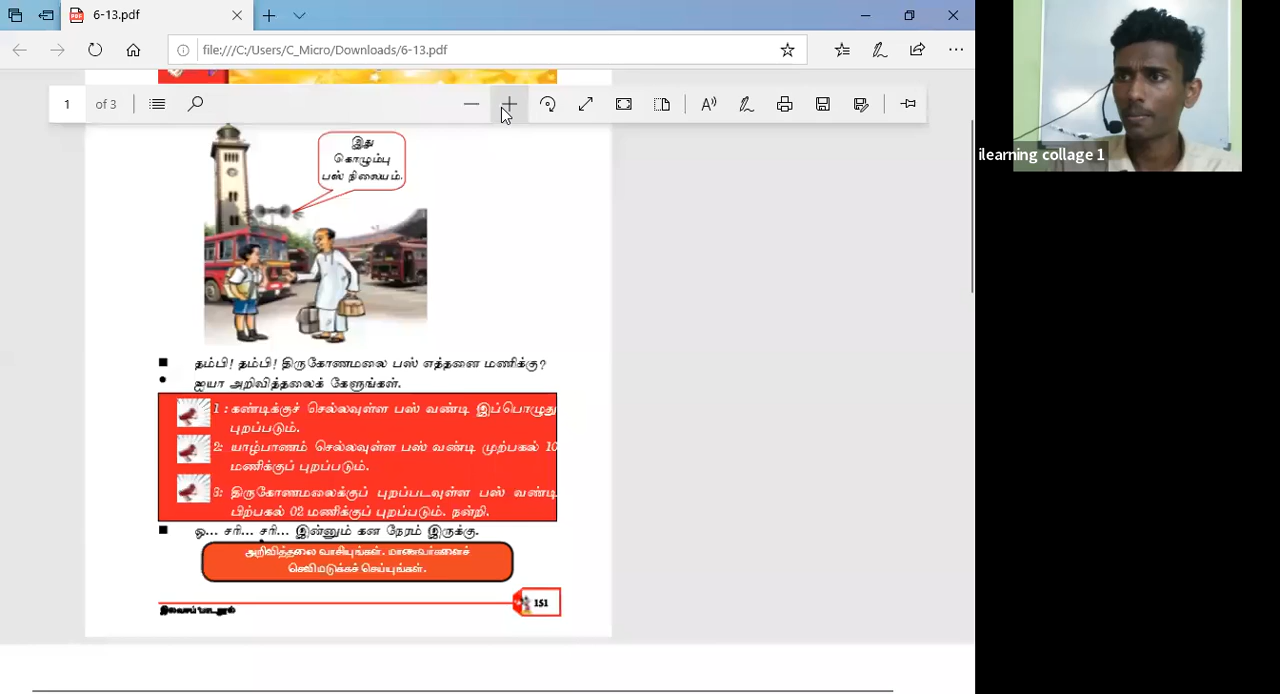 6-13.pdf
file:///C:/Users/C_Micro/Downloads/6-13.pdf
1 of 3
இது
கொழும்பு
பஸ் நிலையம்.
ilearning collage 1
■ தம்பி! தம்பி! திருகோணமலை பஸ் எத்தனை மணிக்கு?
• ஐயா அறிவித்தலைக் கேளுங்கள்.
1 : கண்டிக்குச் செல்லவுள்ள பஸ் வண்டி இப்பொழுது
புறப்படும்.
2: யாழ்பாணம் செல்லவுள்ள பஸ் வண்டி முற்பகல் 10
மணிக்குப் புறப்படும்.
3: திருகோணமலைக்குப் புறப்படவுள்ள பஸ் வண்டி
பிற்பகல் 02 மணிக்குப் புறப்படும். நன்றி.
■ ஓ... சரி... சரி... இன்னும் கன நேரம் இருக்கு.
அறிவித்தலை வாசியுங்கள். மாணவர்களைச்
செவிமடுக்கச் செய்யுங்கள்.
இலவசப் பாடநூல்
151